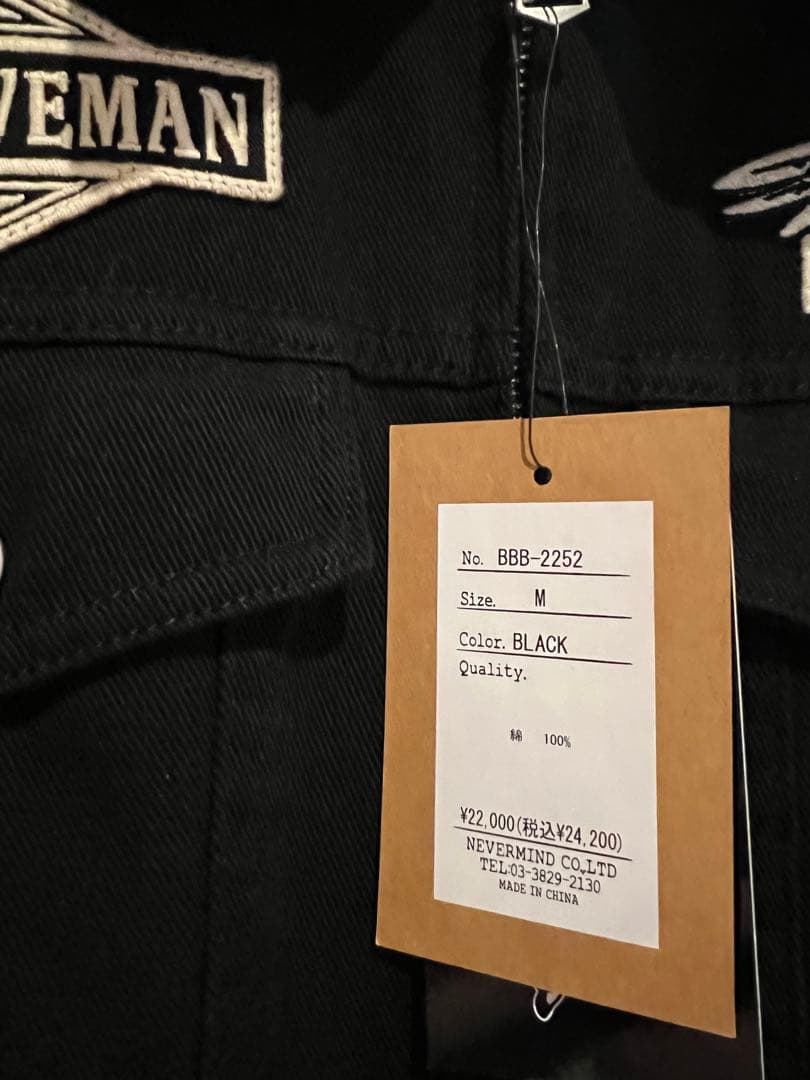 VEMAN
No. BBB-2252
Size. M
Color. BLACK
Quality.
綿 100%
¥22,000(税込¥24,200)
NEVERMIND CO.,LTD
TEL:03-3829-2130
MADE IN CHINA